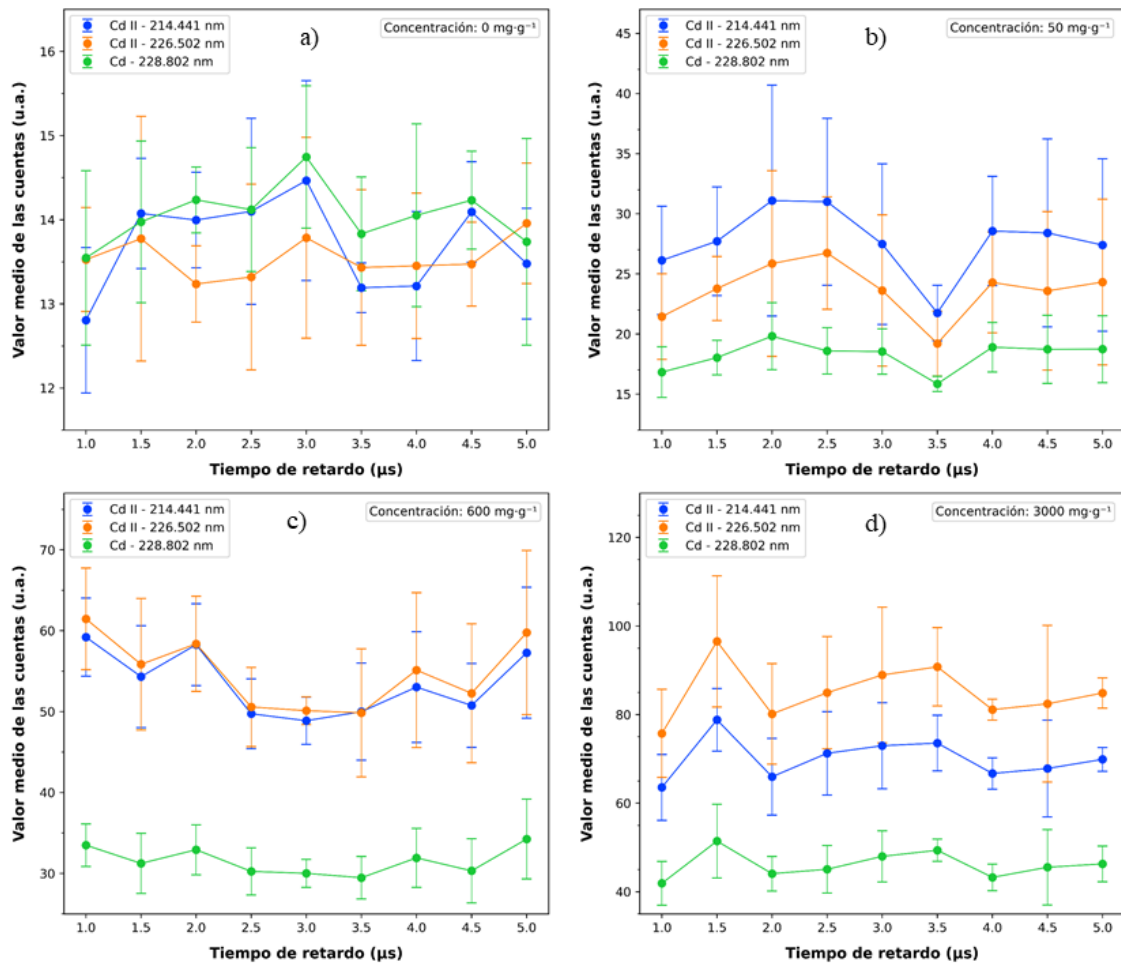 a)
Cd II - 214.441 nm
Cd II - 226.502 nm
Cd - 228.802 nm
Concentración: 0 mg·g⁻¹
Valor medio de las cuentas (u.a.)
16
15
14
13
12
1.0 1.5 2.0 2.5 3.0 3.5 4.0 4.5 5.0
Tiempo de retardo (µs)
b)
Cd II - 214.441 nm
Cd II - 226.502 nm
Cd - 228.802 nm
Concentración: 50 mg·g⁻¹
Valor medio de las cuentas (u.a.)
45
40
35
30
25
20
15
1.0 1.5 2.0 2.5 3.0 3.5 4.0 4.5 5.0
Tiempo de retardo (µs)
c)
Cd II - 214.441 nm
Cd II - 226.502 nm
Cd - 228.802 nm
Concentración: 600 mg·g⁻¹
Valor medio de las cuentas (u.a.)
70
60
50
40
30
1.0 1.5 2.0 2.5 3.0 3.5 4.0 4.5 5.0
Tiempo de retardo (µs)
d)
Cd II - 214.441 nm
Cd II - 226.502 nm
Cd - 228.802 nm
Concentración: 3000 mg·g⁻¹
Valor medio de las cuentas (u.a.)
120
100
80
60
40
1.0 1.5 2.0 2.5 3.0 3.5 4.0 4.5 5.0
Tiempo de retardo (µs)